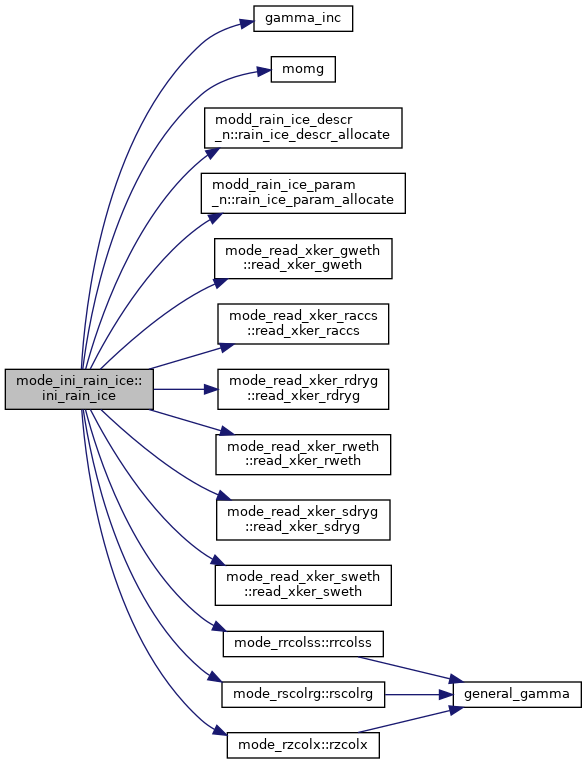 gamma_inc
momg
modd_rain_ice_descr
_n::rain_ice_descr_allocate
modd_rain_ice_param
_n::rain_ice_param_allocate
mode_read_xker_gweth
::read_xker_gweth
mode_read_xker_raccs
::read_xker_raccs
mode_ini_rain_ice::
ini_rain_ice
mode_read_xker_rdryg
::read_xker_rdryg
mode_read_xker_rweth
::read_xker_rweth
mode_read_xker_sdryg
::read_xker_sdryg
mode_read_xker_sweth
::read_xker_sweth
mode_rrcolss::rrcolss
mode_rscolrg::rscolrg
general_gamma
mode_rzcolx::rzcolx